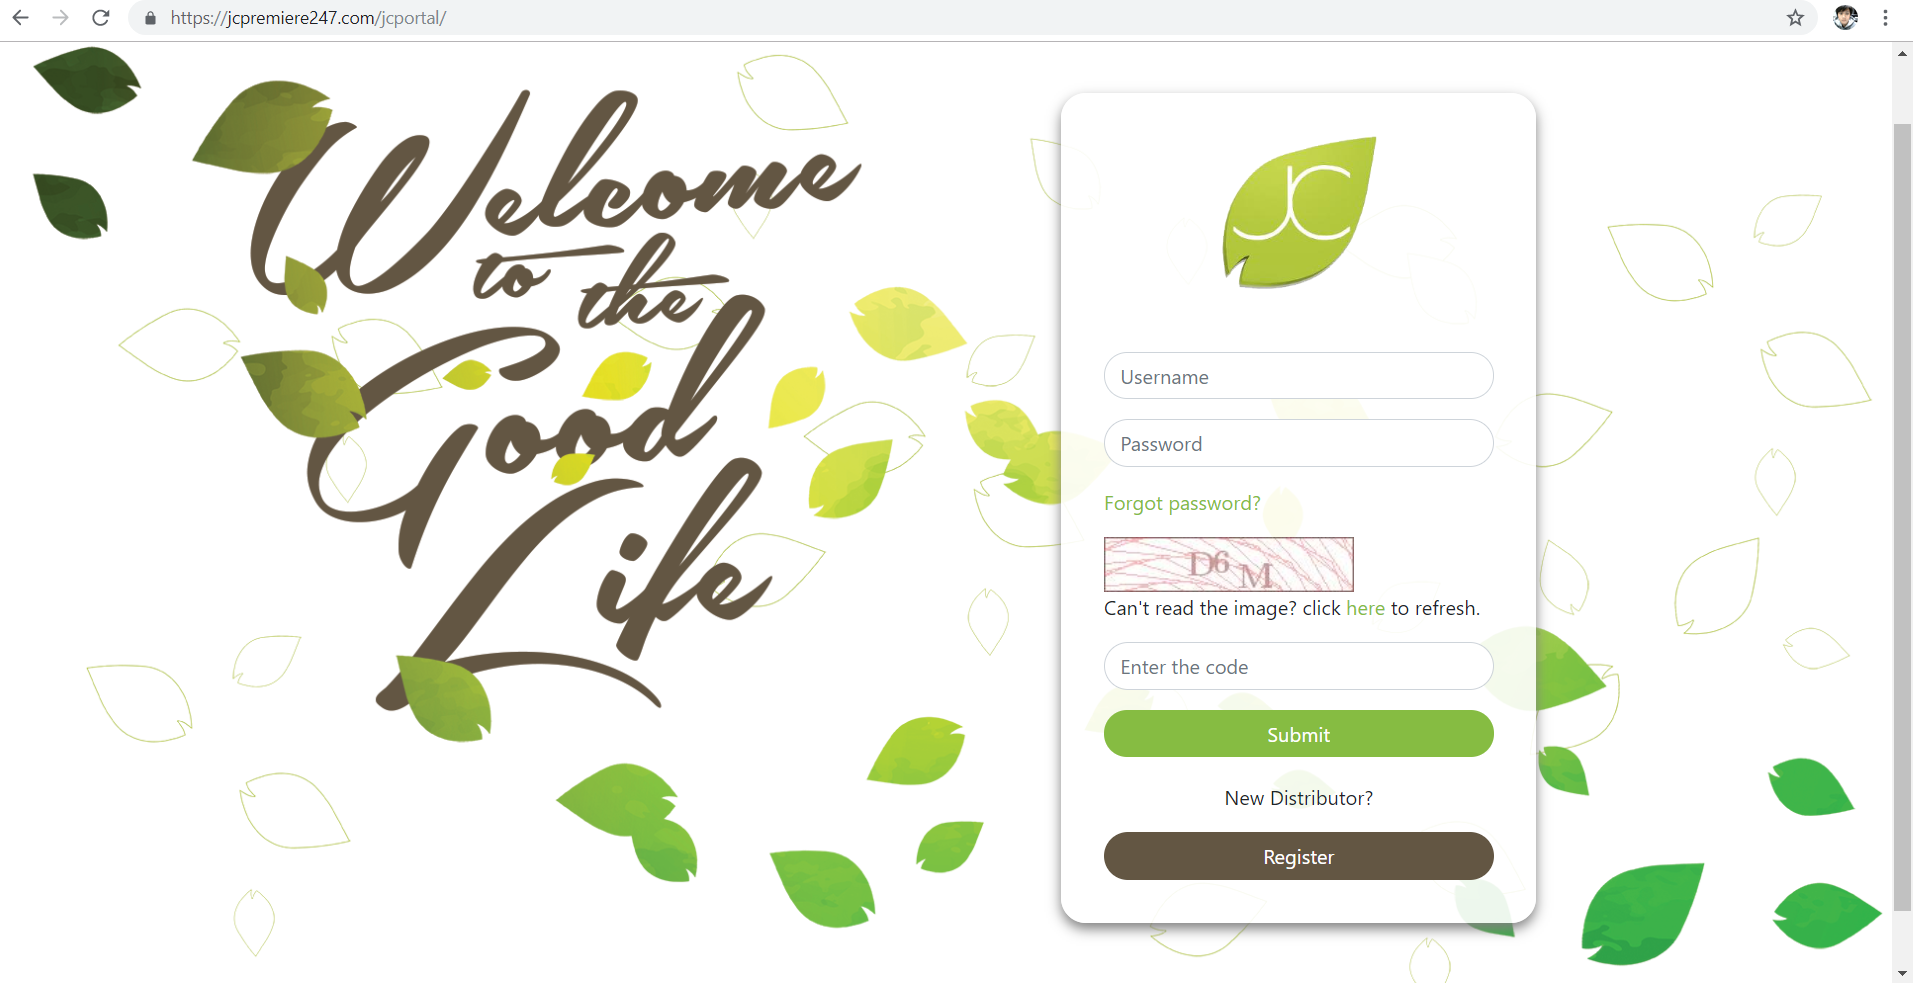 https://jcpremiere247.com/jcportal/
Welcome
to the
Good
Life
JC
Username
Password
Forgot password?
D6M
Can't read the image? click here to refresh.
Enter the code
Submit
New Distributor?
Register